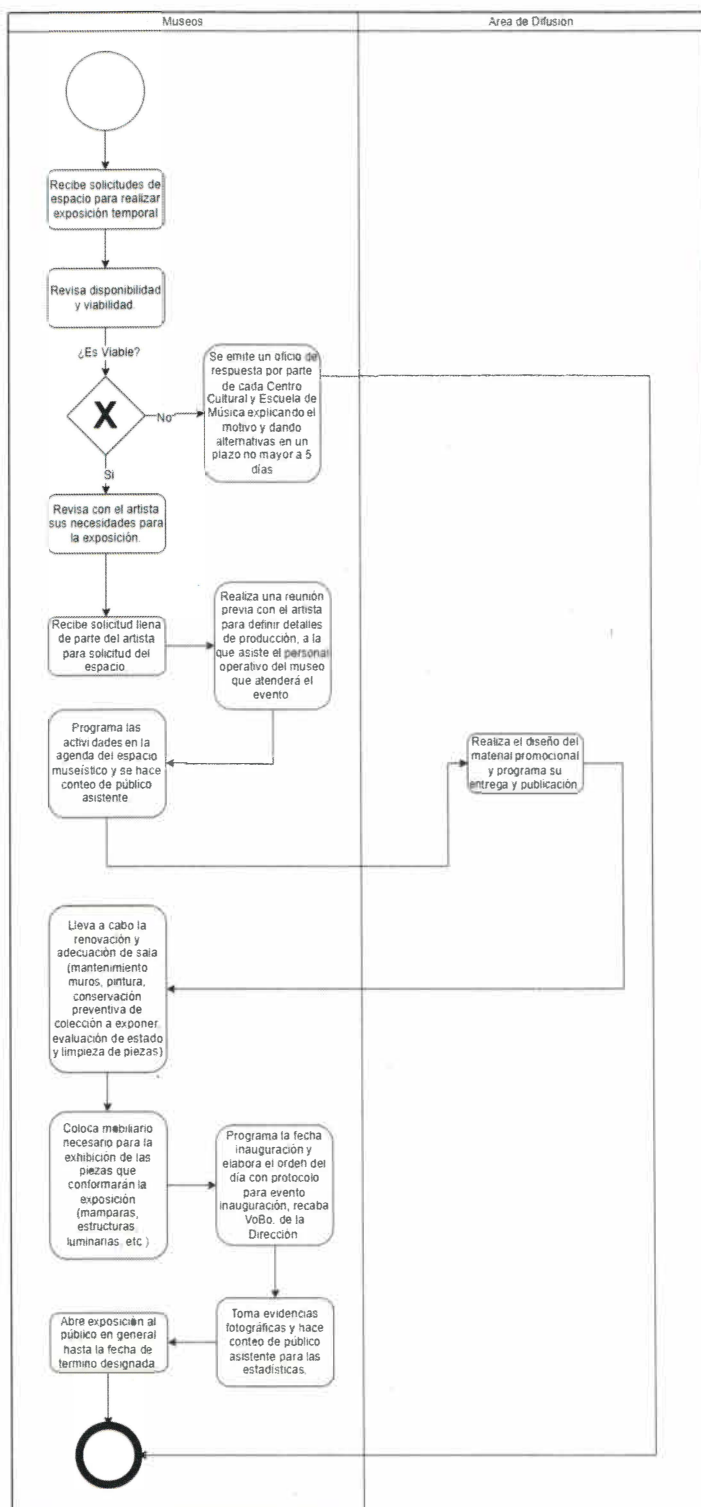 Museos
Area de Difusión
Recibe solicitudes de
espacio para realizar
exposición temporal
Revisa disponibilidad
y viabilidad.
¿Es Viable?
X
No
Se emite un oficio de
respuesta por parte
de cada Centro
Cultural y Escuela de
Música explicando el
motivo y dando
alternativas en un
plazo no mayor a 5
días
Si
Revisa con el artista
sus necesidades para
la exposición.
Recibe solicitud llena
de parte del artista
para solicitud del
espacio.
Realiza una reunión
previa con el artista
para definir detalles
de producción, a la
que asiste el personal
operativo del museo
que atenderá el
evento
Programa las
actividades en la
agenda del espacio
museístico y se hace
conteo de público
asistente
Realiza el diseño del
material promocional
y programa su
entrega y publicación
Lleva a cabo la
renovación y
adecuación de sala
(mantenimiento
muros, pintura,
conservación
preventiva de
colección a exponer,
evaluación de estado
y limpieza de piezas)
Coloca mobiliario
necesario para la
exhibición de las
piezas que
conformarán la
exposición
(mamparas,
estructuras,
luminarias, etc.)
Programa la fecha
inauguración y
elabora el orden del
día con protocolo
para evento
inauguración, recaba
VoBo. de la
Dirección
Toma evidencias
fotográficas y hace
conteo de público
asistente para las
estadísticas.
Abre exposición al
público en general
hasta la fecha de
termino designada.